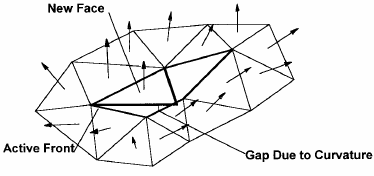 New Face
Active Front
Gap Due to Curvature